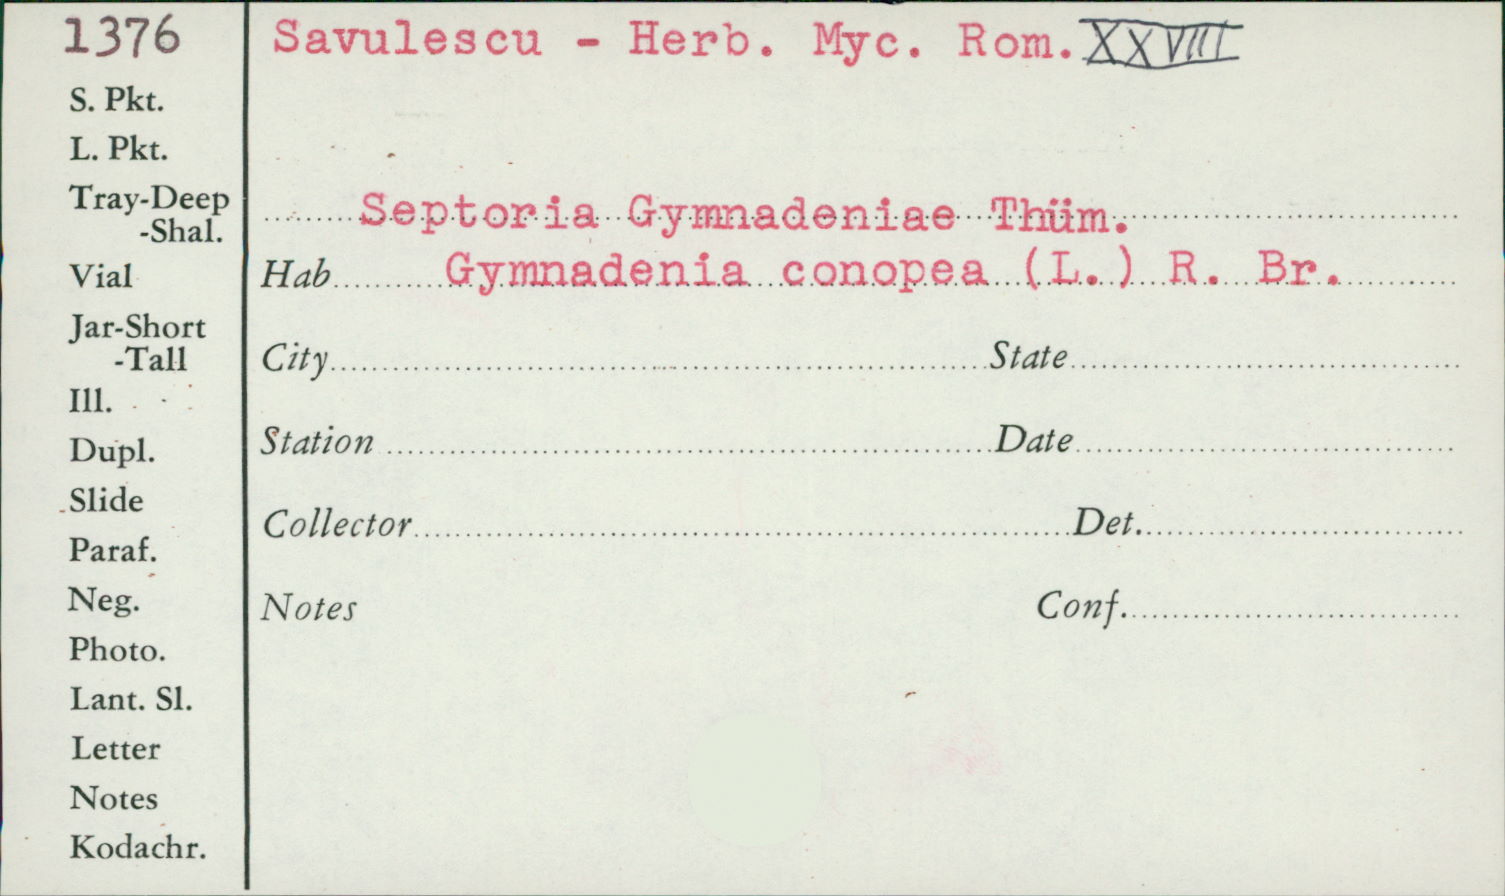 1376
Savulescu - Herb. Myc. Rom. XXVIII
S. Pkt.
L. Pkt.
Tray-Deep
-Shal.
Vial
Jar-Short
-Tall
Ill.
Dupl.
Slide
Paraf.
Neg.
Photo.
Lant. Sl.
Letter
Notes
Kodachr.
Septoria Gymnadeniae Thüm.
Hab Gymnadenia conopea (L.) R. Br.
City State
Station Date
Collector Det.
Notes Conf.